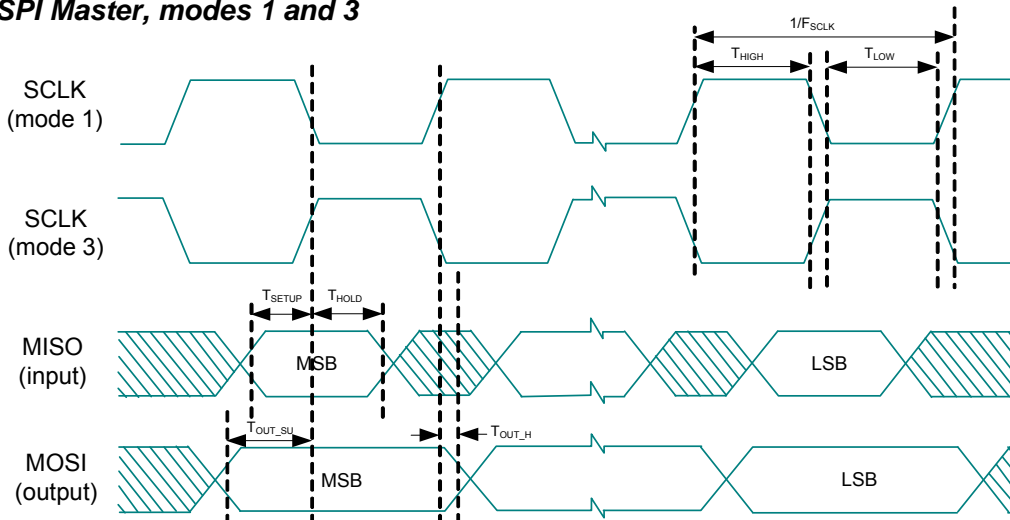 SPI Master, modes 1 and 3
1/FSCLK
THIGH
TLOW
SCLK
(mode 1)
SCLK
(mode 3)
TSETUP
THOLD
MISO
(input)
MSB
LSB
TOUT_SU
TOUT_H
MOSI
(output)
MSB
LSB